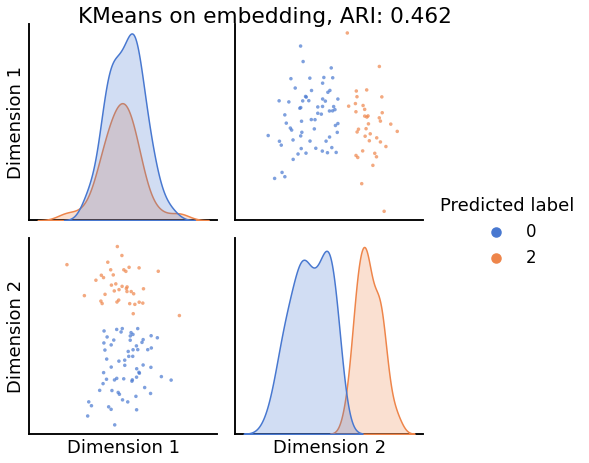 KMeans on embedding, ARI: 0.462
Dimension 1
Predicted label
0
2
Dimension 2
Dimension 1
Dimension 2